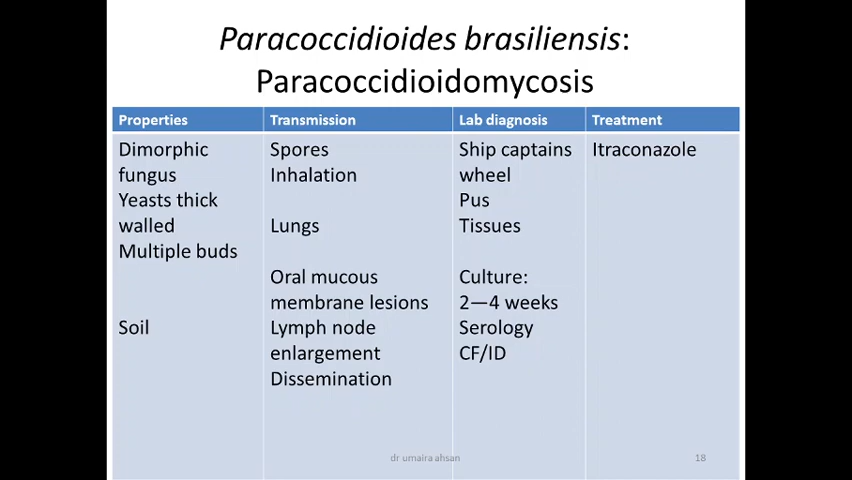 Paracoccidioides brasiliensis:
Paracoccidioidomycosis
Properties
Transmission
Lab diagnosis
Treatment
Dimorphic
fungus
Yeasts thick
walled
Multiple buds
Soil
Spores
Inhalation
Lungs
Oral mucous
membrane lesions
Lymph node
enlargement
Dissemination
Ship captains
wheel
Pus
Tissues
Culture:
2—4 weeks
Serology
CF/ID
Itraconazole
dr umaira ahsan
18